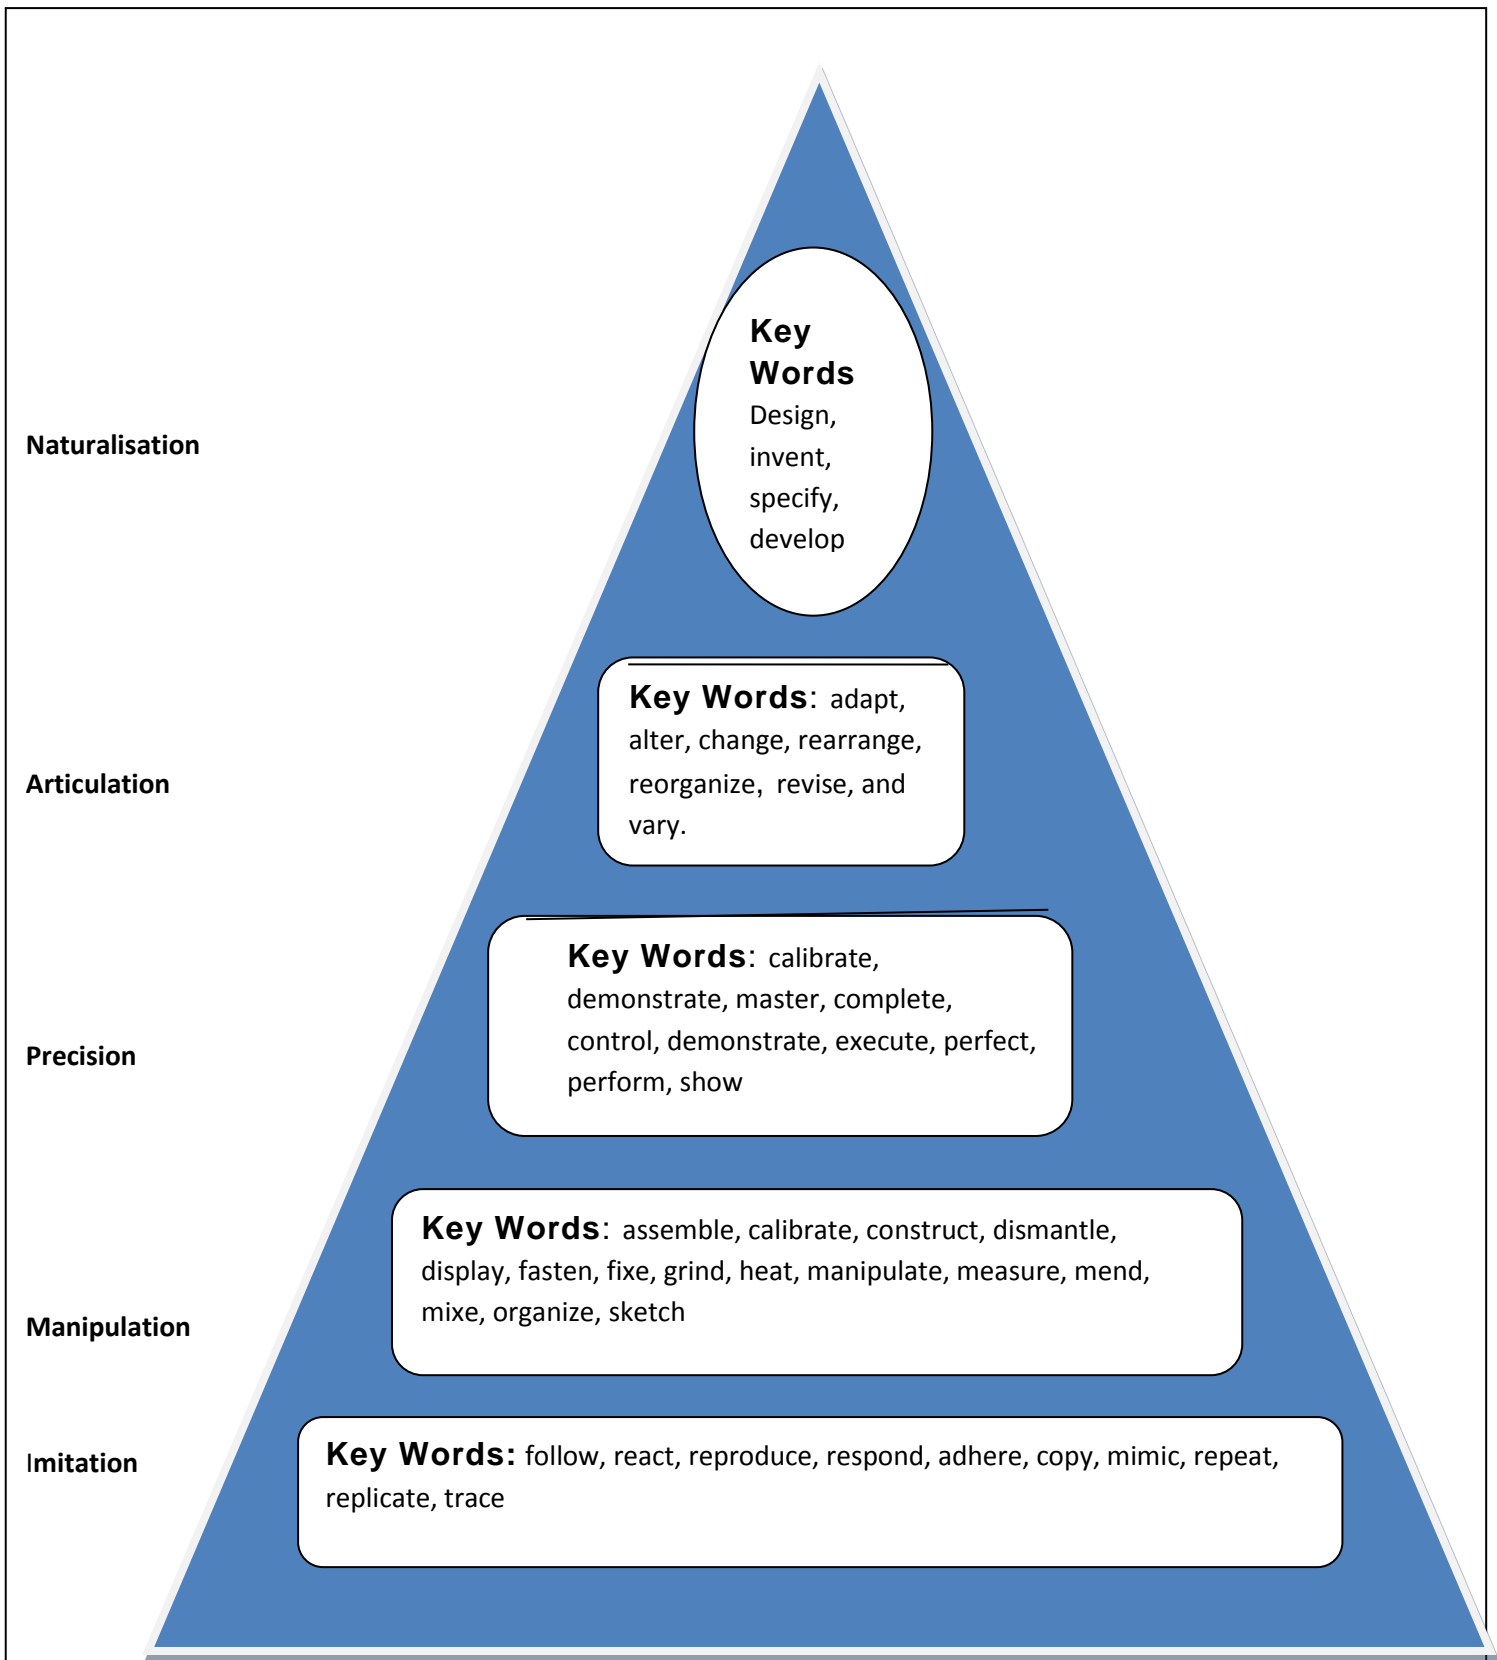 Naturalisation
Key
Words
Design,
invent,
specify,
develop
Articulation
Key Words: adapt,
alter, change, rearrange,
reorganize, revise, and
vary.
Precision
Key Words: calibrate,
demonstrate, master, complete,
control, demonstrate, execute, perfect,
perform, show
Manipulation
Key Words: assemble, calibrate, construct, dismantle,
display, fasten, fixe, grind, heat, manipulate, measure, mend,
mixe, organize, sketch
Imitation
Key Words: follow, react, reproduce, respond, adhere, copy, mimic, repeat,
replicate, trace